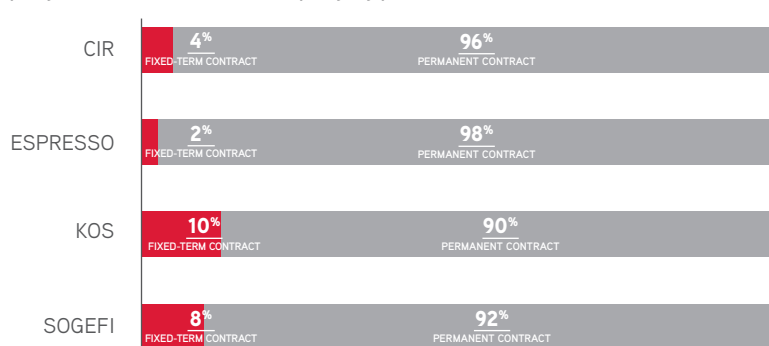 CIR
4% 96%
FIXED-TERM CONTRACT PERMANENT CONTRACT
ESPRESSO
2% 98%
FIXED-TERM CONTRACT PERMANENT CONTRACT
KOS
10% 90%
FIXED-TERM CONTRACT PERMANENT CONTRACT
SOGEFI
8% 92%
FIXED-TERM CONTRACT PERMANENT CONTRACT